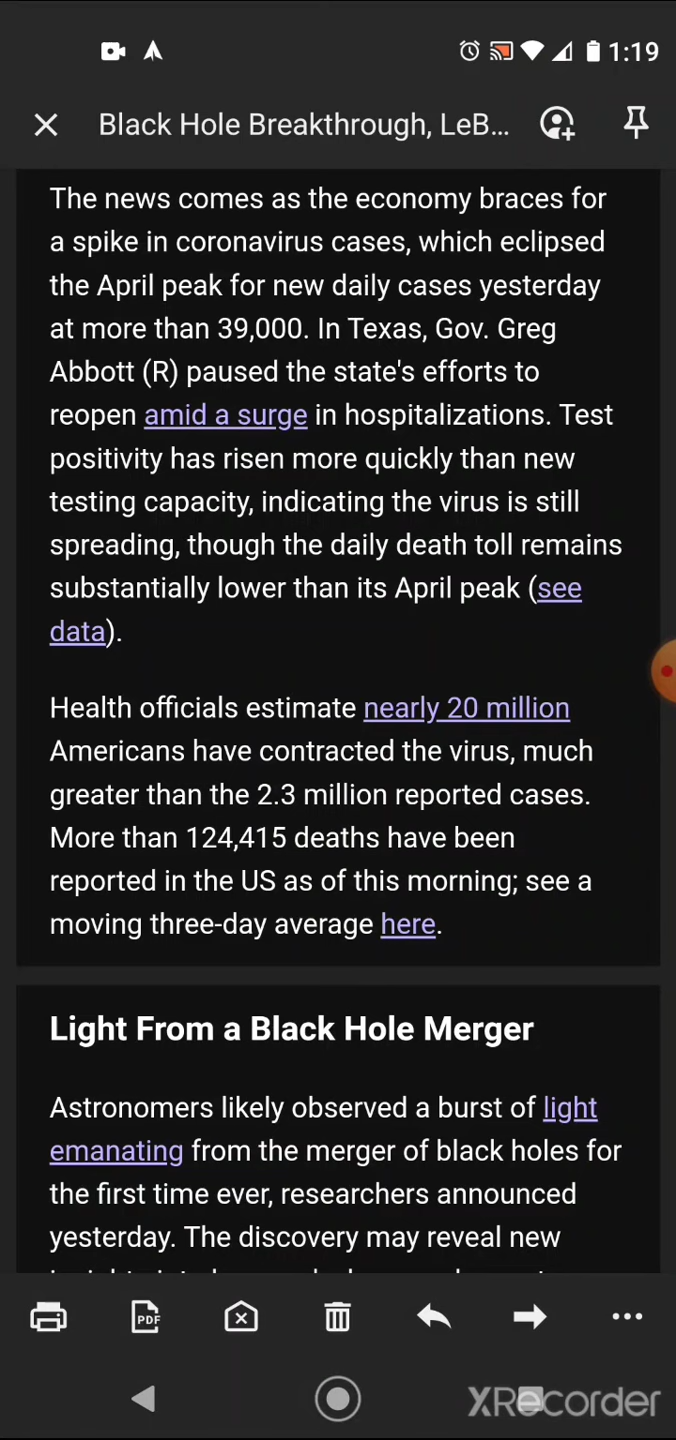 1:19
Black Hole Breakthrough, LeB...
The news comes as the economy braces for
a spike in coronavirus cases, which eclipsed
the April peak for new daily cases yesterday
at more than 39,000. In Texas, Gov. Greg
Abbott (R) paused the state's efforts to
reopen amid a surge in hospitalizations. Test
positivity has risen more quickly than new
testing capacity, indicating the virus is still
spreading, though the daily death toll remains
substantially lower than its April peak (see
data).
Health officials estimate nearly 20 million
Americans have contracted the virus, much
greater than the 2.3 million reported cases.
More than 124,415 deaths have been
reported in the US as of this morning; see a
moving three-day average here.
Light From a Black Hole Merger
Astronomers likely observed a burst of light
emanating from the merger of black holes for
the first time ever, researchers announced
yesterday. The discovery may reveal new
PDF
XRecorder